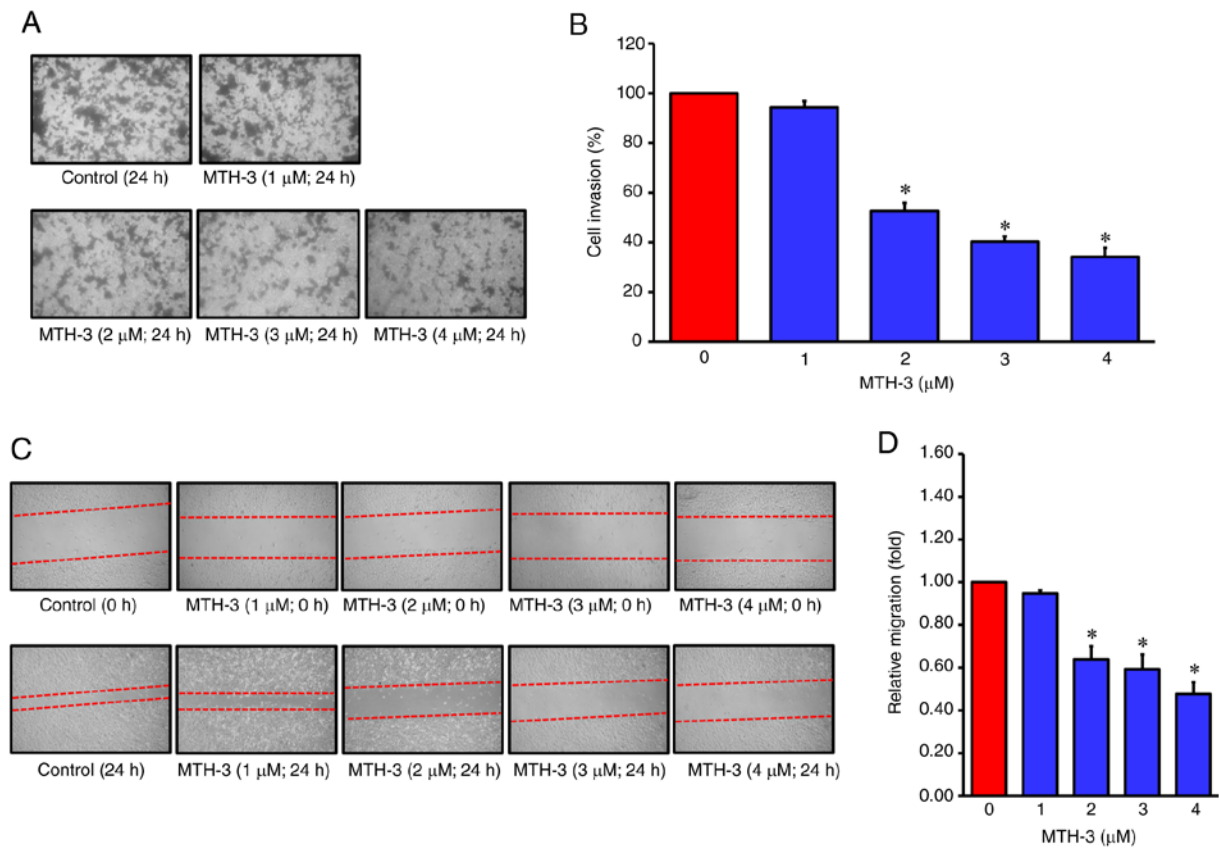 A
Control (24 h)
MTH-3 (1 μM; 24 h)
MTH-3 (2 μM; 24 h)
MTH-3 (3 μM; 24 h)
MTH-3 (4 μM; 24 h)
B
Cell invasion (%)
120
100
80
60
40
20
0
*
*
*
0
1
2
3
4
MTH-3 (μM)
C
Control (0 h)
MTH-3 (1 μM; 0 h)
MTH-3 (2 μM; 0 h)
MTH-3 (3 μM; 0 h)
MTH-3 (4 μM; 0 h)
Control (24 h)
MTH-3 (1 μM; 24 h)
MTH-3 (2 μM; 24 h)
MTH-3 (3 μM; 24 h)
MTH-3 (4 μM; 24 h)
D
Relative migration (fold)
1.60
1.40
1.20
1.00
0.80
0.60
0.40
0.20
0.00
*
*
*
0
1
2
3
4
MTH-3 (μM)